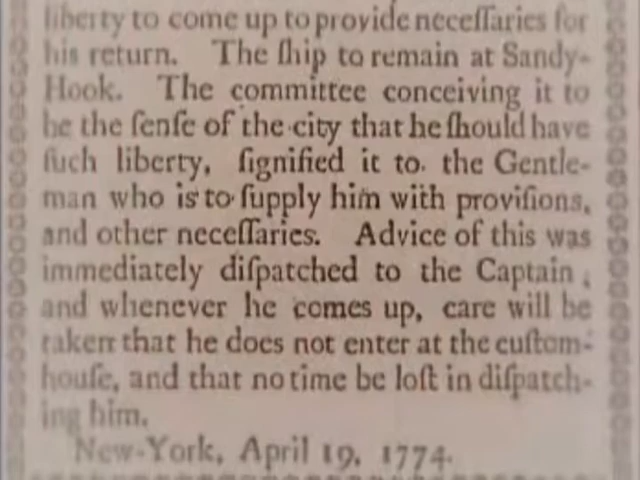 liberty to come up to provide neceſſaries for
his return. The ſhip to remain at Sandy-
Hook. The committee conceiving it to
be the ſenſe of the city that he ſhould have
ſuch liberty, ſignified it to the Gentle-
man who is to ſupply him with proviſions,
and other neceſſaries. Advice of this was
immediately diſpatched to the Captain,
and whenever he comes up, care will be
taken that he does not enter at the cuſtom-
houſe, and that no time be loſt in diſpatch-
ing him.
New-York, April 19, 1774.